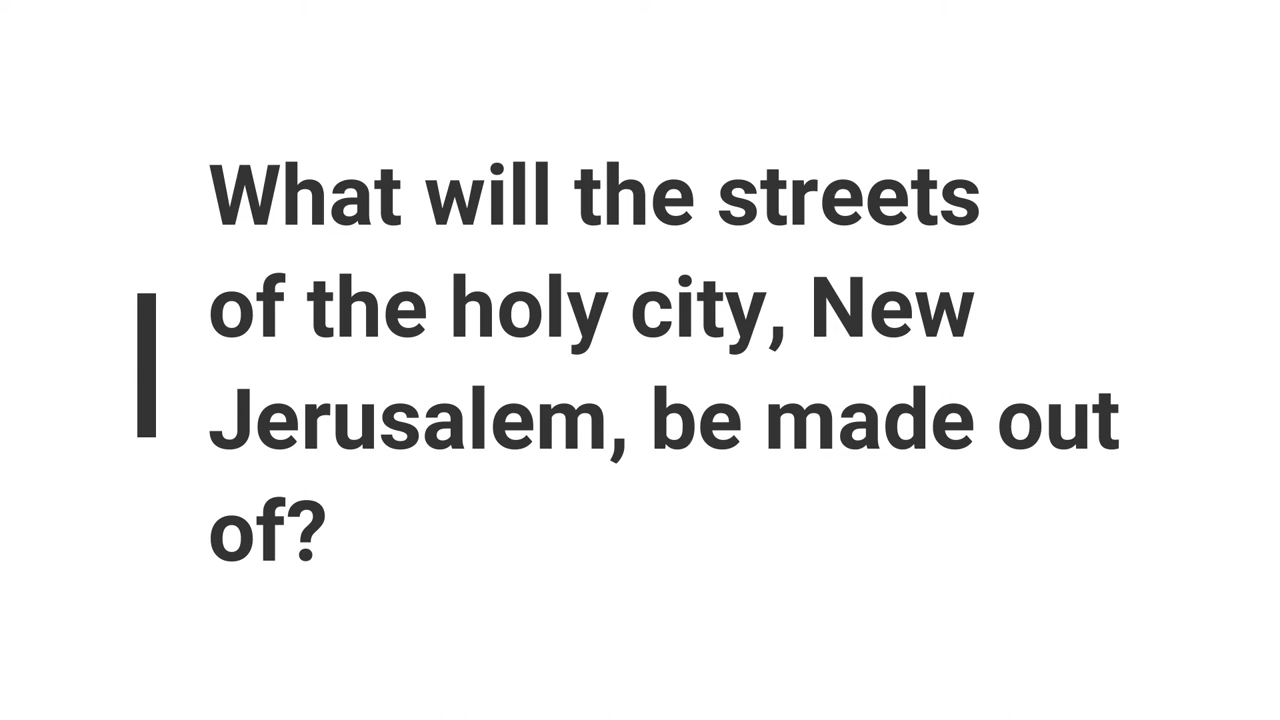 What will the streets
of the holy city, New
Jerusalem, be made out
of?